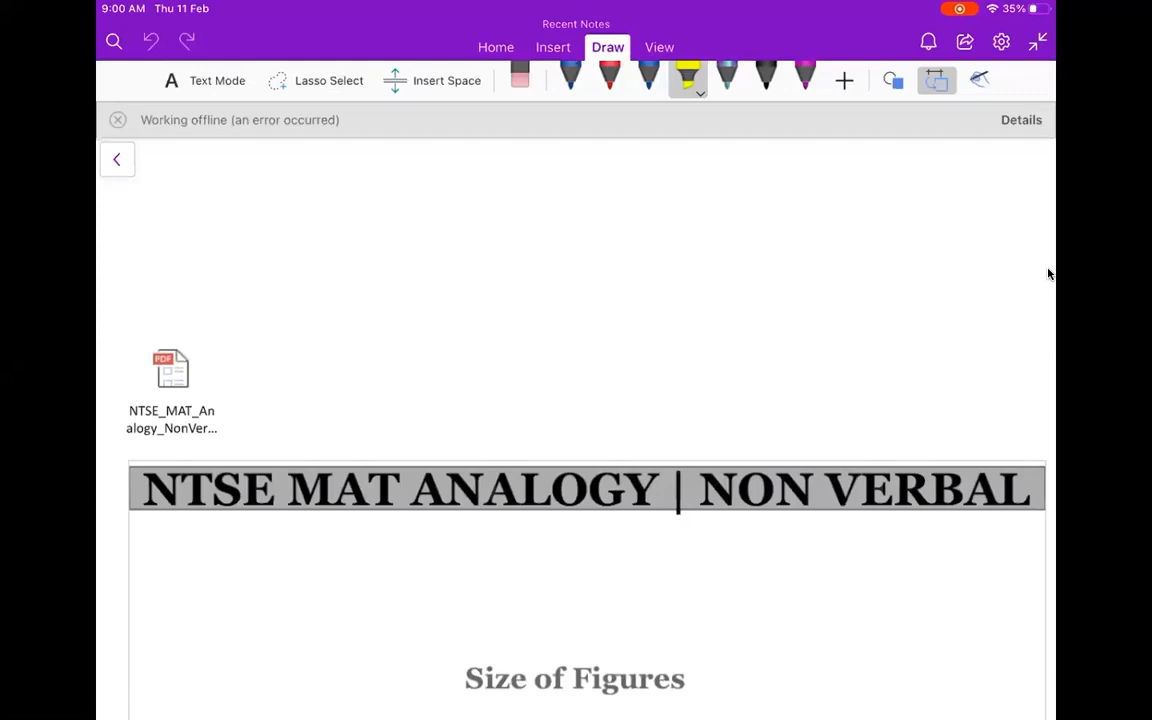 9:00 AM Thu 11 Feb
35%
Recent Notes
Home Insert Draw View
A Text Mode Lasso Select Insert Space
Working offline (an error occurred) Details
PDF
NTSE_MAT_An
alogy_NonVer...
NTSE MAT ANALOGY | NON VERBAL
Size of Figures